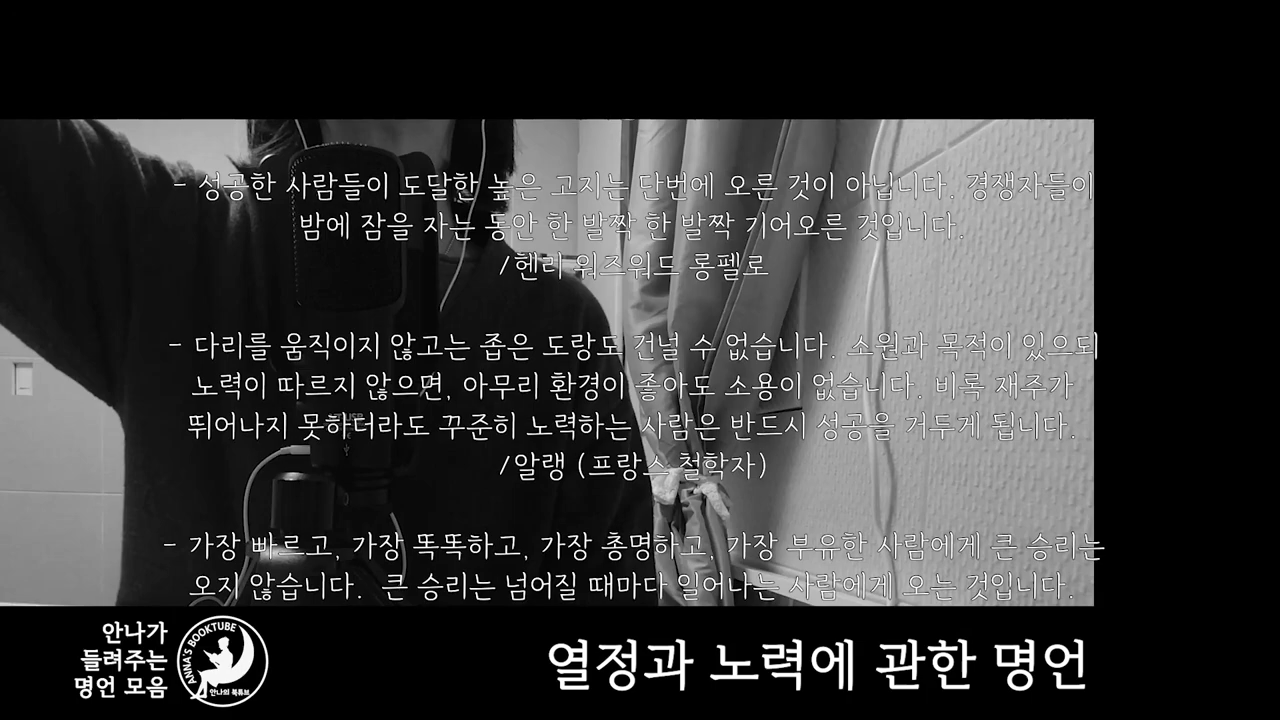 - 성공한 사람들이 도달한 높은 고지는 단번에 오른 것이 아닙니다. 경쟁자들이
밤에 잠을 자는 동안 한 발짝 한 발짝 기어오른 것입니다.
/헨리 워즈워드 롱펠로
- 다리를 움직이지 않고는 좁은 도랑도 건널 수 없습니다. 소원과 목적이 있으되
노력이 따르지 않으면, 아무리 환경이 좋아도 소용이 없습니다. 비록 재주가
뛰어나지 못하더라도 꾸준히 노력하는 사람은 반드시 성공을 거두게 됩니다.
/알랭 (프랑스 철학자)
- 가장 빠르고, 가장 똑똑하고, 가장 총명하고, 가장 부유한 사람에게 큰 승리는
오지 않습니다. 큰 승리는 넘어질 때마다 일어나는 사람에게 오는 것입니다.
안나가
들려주는
명언 모음
ANNA'S BOOKTUBE
안나의 북튜브
열정과 노력에 관한 명언